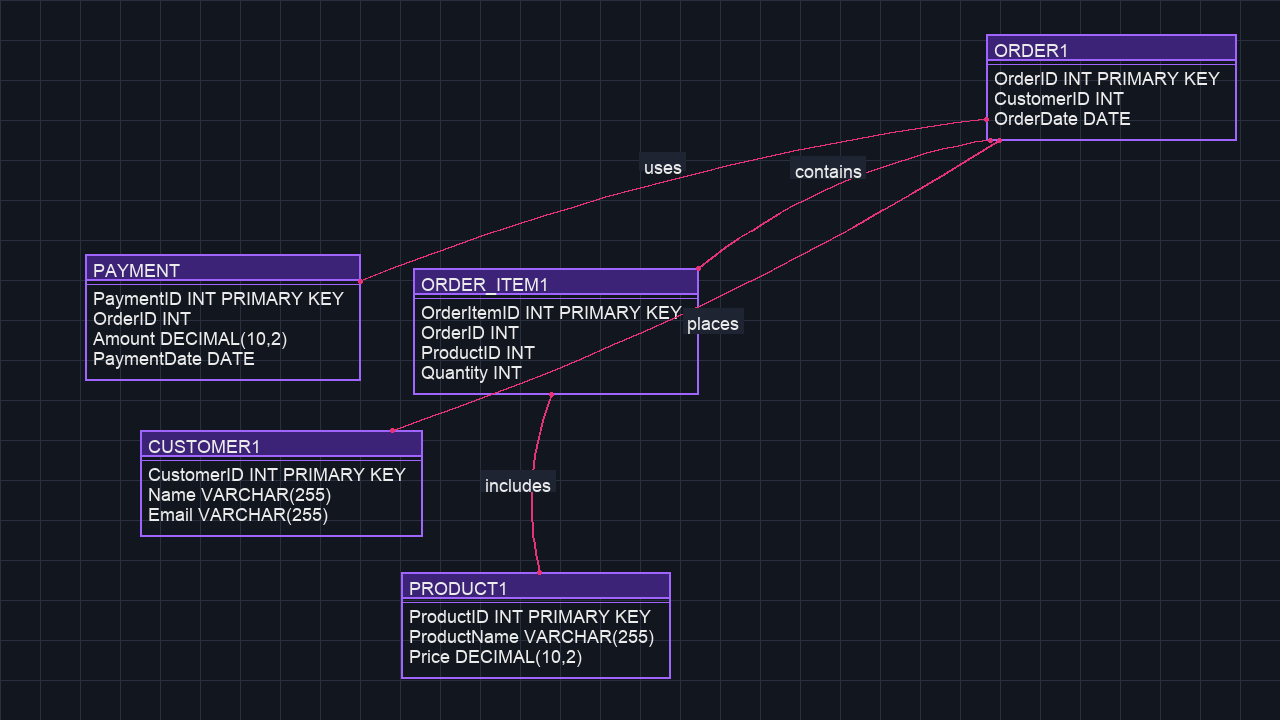 ORDER1
OrderID INT PRIMARY KEY
CustomerID INT
OrderDate DATE
uses
contains
PAYMENT
PaymentID INT PRIMARY KEY
OrderID INT
Amount DECIMAL(10,2)
PaymentDate DATE
ORDER_ITEM1
OrderItemID INT PRIMARY KEY
OrderID INT
ProductID INT
Quantity INT
places
CUSTOMER1
CustomerID INT PRIMARY KEY
Name VARCHAR(255)
Email VARCHAR(255)
includes
PRODUCT1
ProductID INT PRIMARY KEY
ProductName VARCHAR(255)
Price DECIMAL(10,2)